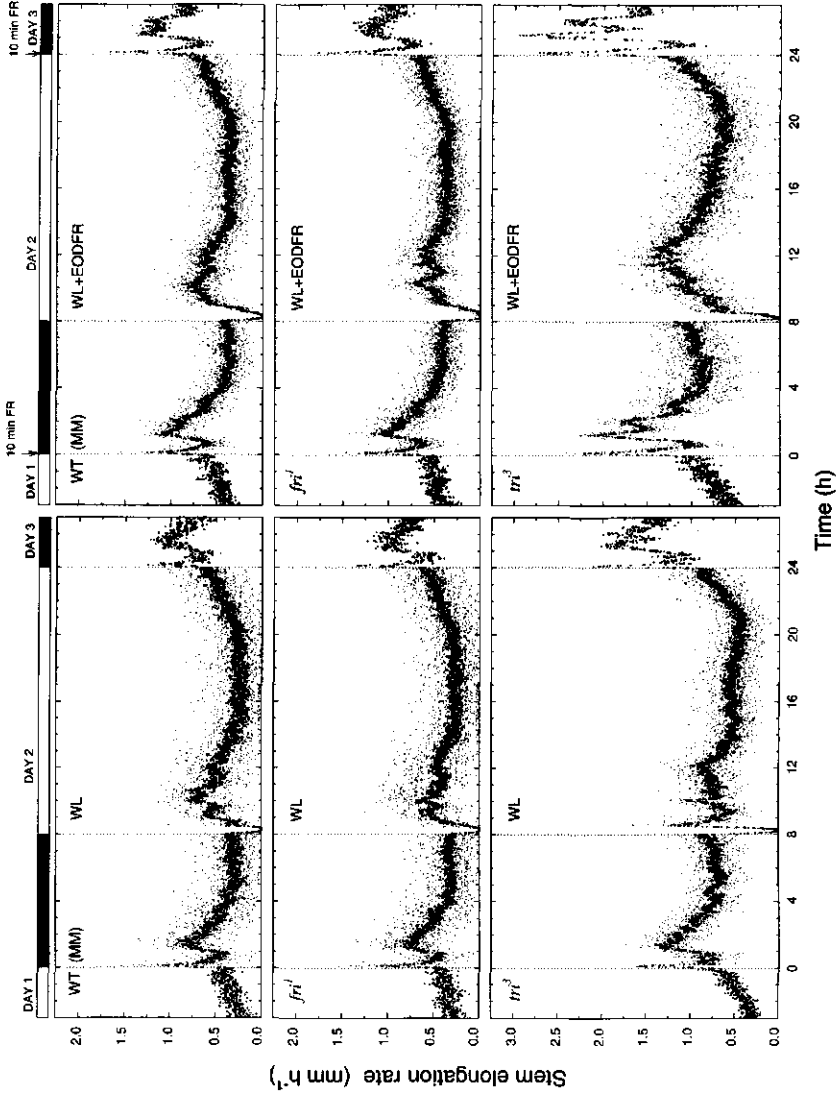 DAY 1
DAY 2
DAY 3
10 min FR
DAY 1
DAY 2
10 min FR
DAY 3
WT (MM)
WL
WT (MM)
WL+EODFR
2.0
1.5
1.0
0.5
0.0
fri1
WL
fri1
WL+EODFR
2.0
1.5
1.0
0.5
0.0
tri3
WL
tri3
WL+EODFR
3.0
2.5
2.0
1.5
1.0
0.5
0.0
0
4
8
12
16
20
24
0
4
8
12
16
20
24
Stem elongation rate (mm h-1)
Time (h)